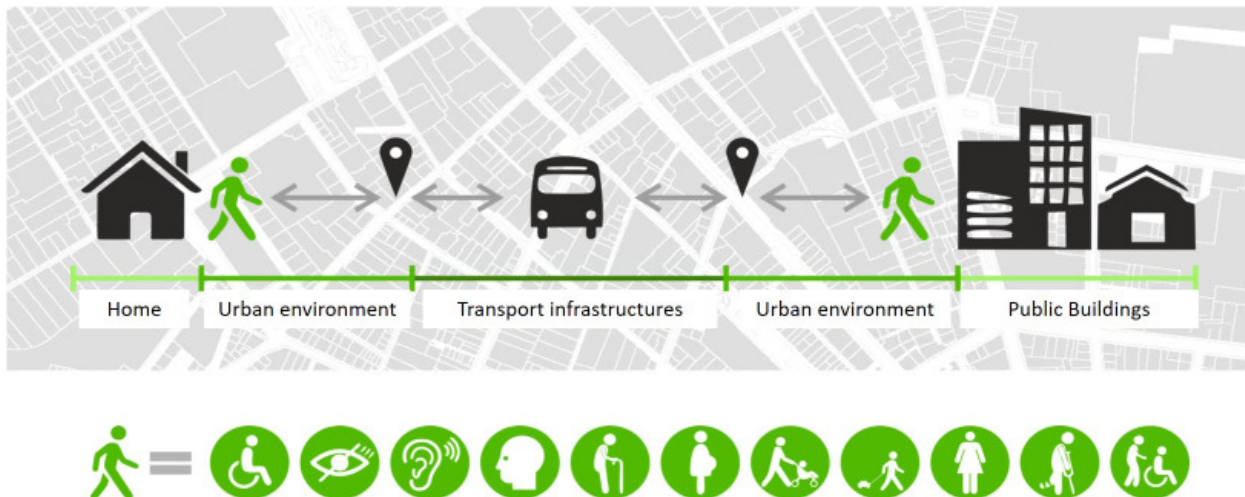 Home
Urban environment
Transport infrastructures
Urban environment
Public Buildings